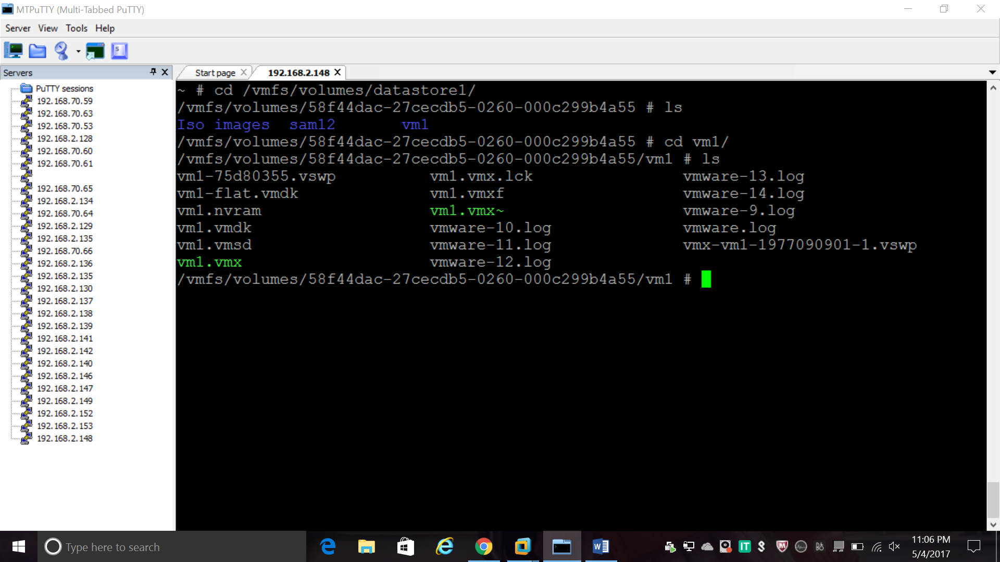 MTPuTTY (Multi-Tabbed PuTTY)
Server View Tools Help
Servers
Start page 192.168.2.148
PuTTY sessions
192.168.70.59
192.168.70.63
192.168.70.53
192.168.2.128
192.168.70.60
192.168.70.61
192.168.70.65
192.168.2.134
192.168.70.64
192.168.2.129
192.168.2.135
192.168.70.66
192.168.2.136
192.168.2.135
192.168.2.130
192.168.2.137
192.168.2.138
192.168.2.139
192.168.2.141
192.168.2.142
192.168.2.140
192.168.2.146
192.168.2.147
192.168.2.149
192.168.2.152
192.168.2.153
192.168.2.148
~ # cd /vmfs/volumes/datastore1/
/vmfs/volumes/58f44dac-27cecdb5-0260-000c299b4a55 # ls
Iso images sam12 vm1
/vmfs/volumes/58f44dac-27cecdb5-0260-000c299b4a55 # cd vm1/
/vmfs/volumes/58f44dac-27cecdb5-0260-000c299b4a55/vm1 # ls
vm1-75d80355.vswp vm1.vmx.lck vmware-13.log
vm1-flat.vmdk vm1.vmxf vmware-14.log
vm1.nvram vm1.vmx~ vmware-9.log
vm1.vmdk vmware-10.log vmware.log
vm1.vmsd vmware-11.log vmx-vm1-1977090901-1.vswp
vm1.vmx vmware-12.log
/vmfs/volumes/58f44dac-27cecdb5-0260-000c299b4a55/vm1 #
Type here to search
IT
11:06 PM
5/4/2017